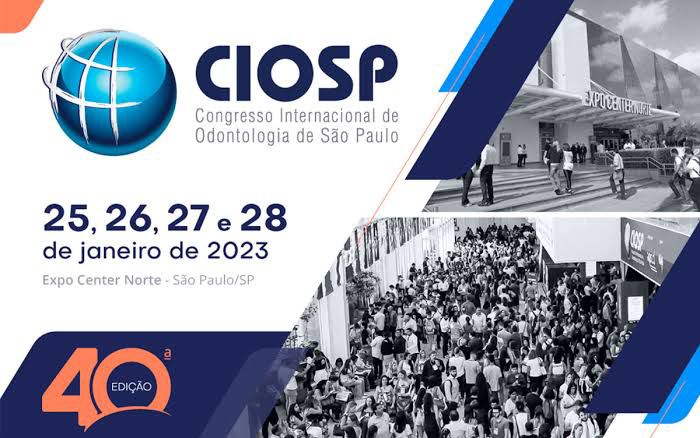 CIOSP
Congresso Internacional de
Odontologia de São Paulo
EXPO CENTER NORTE
25, 26, 27 e 28
de janeiro de 2023
Expo Center Norte - São Paulo/SP
CIOSP
40ª
EDIÇÃO